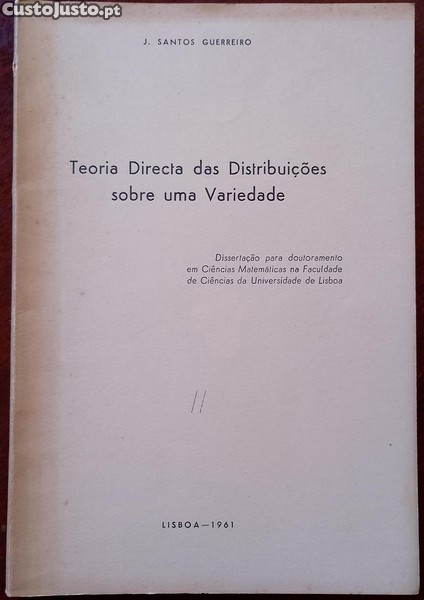 CustoJusto.pt
J. SANTOS GUERREIRO
Teoria Directa das Distribuições
sobre uma Variedade
Dissertação para doutoramento
em Ciências Matemáticas na Faculdade
de Ciências da Universidade de Lisboa
LISBOA—1961